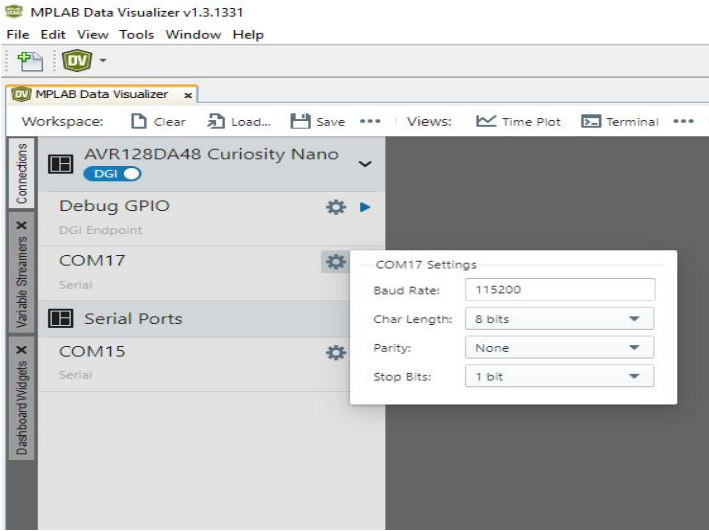 MPLAB Data Visualizer v1.3.1331
File Edit View Tools Window Help
DV
DV MPLAB Data Visualizer x
Workspace: Clear Load... Save ••• Views: Time Plot Terminal •••
Connections
Variable Streamers
Dashboard Widgets
AVR128DA48 Curiosity Nano
DGI
Debug GPIO
DGI Endpoint
COM17
Serial
Serial Ports
COM15
Serial
COM17 Settings
Baud Rate: 115200
Char Length: 8 bits
Parity: None
Stop Bits: 1 bit